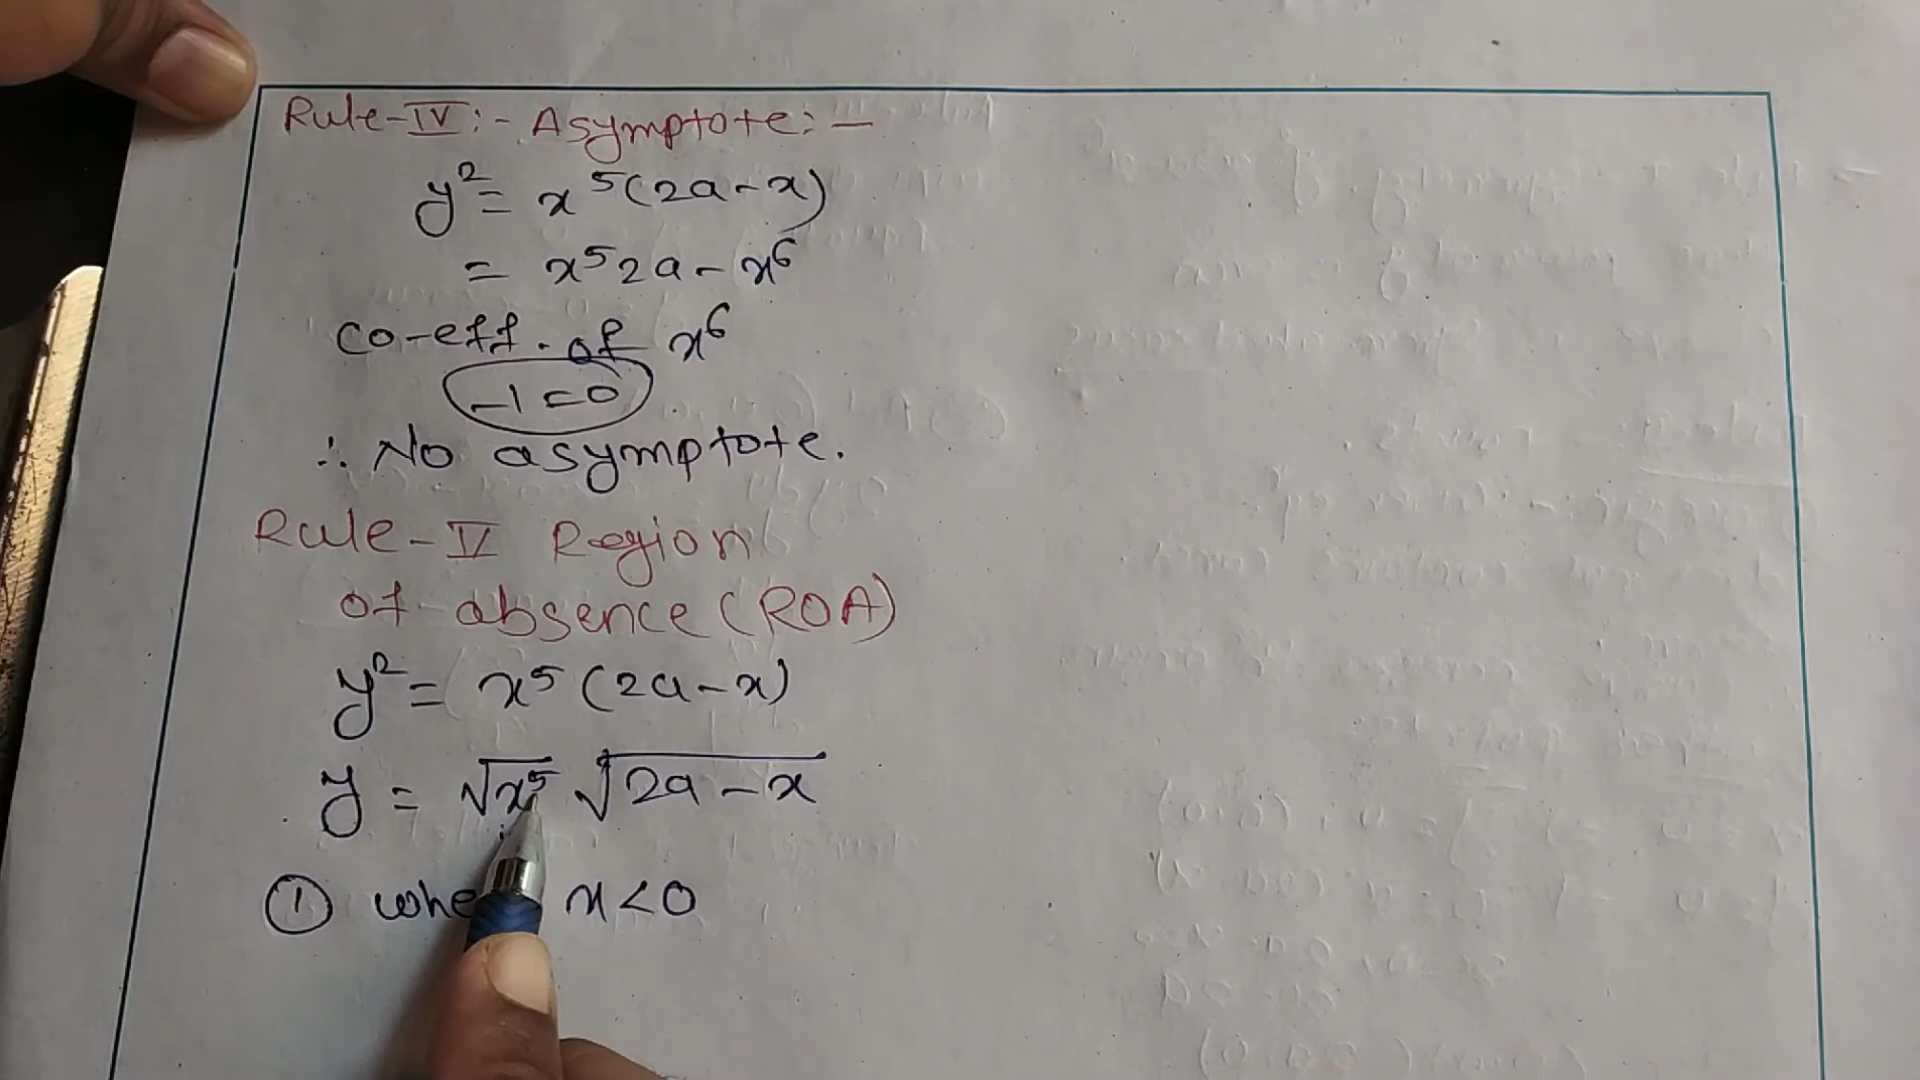 Rule-IV:- Asymptote:-
y²= x⁵(2a-x)
= x⁵2a-x⁶
co-eff. of x⁶
-1=0
∴ No asymptote.
Rule-V Region
of absence (ROA)
y²= x⁵(2a-x)
y = √x⁵ √2a-x
① x<0